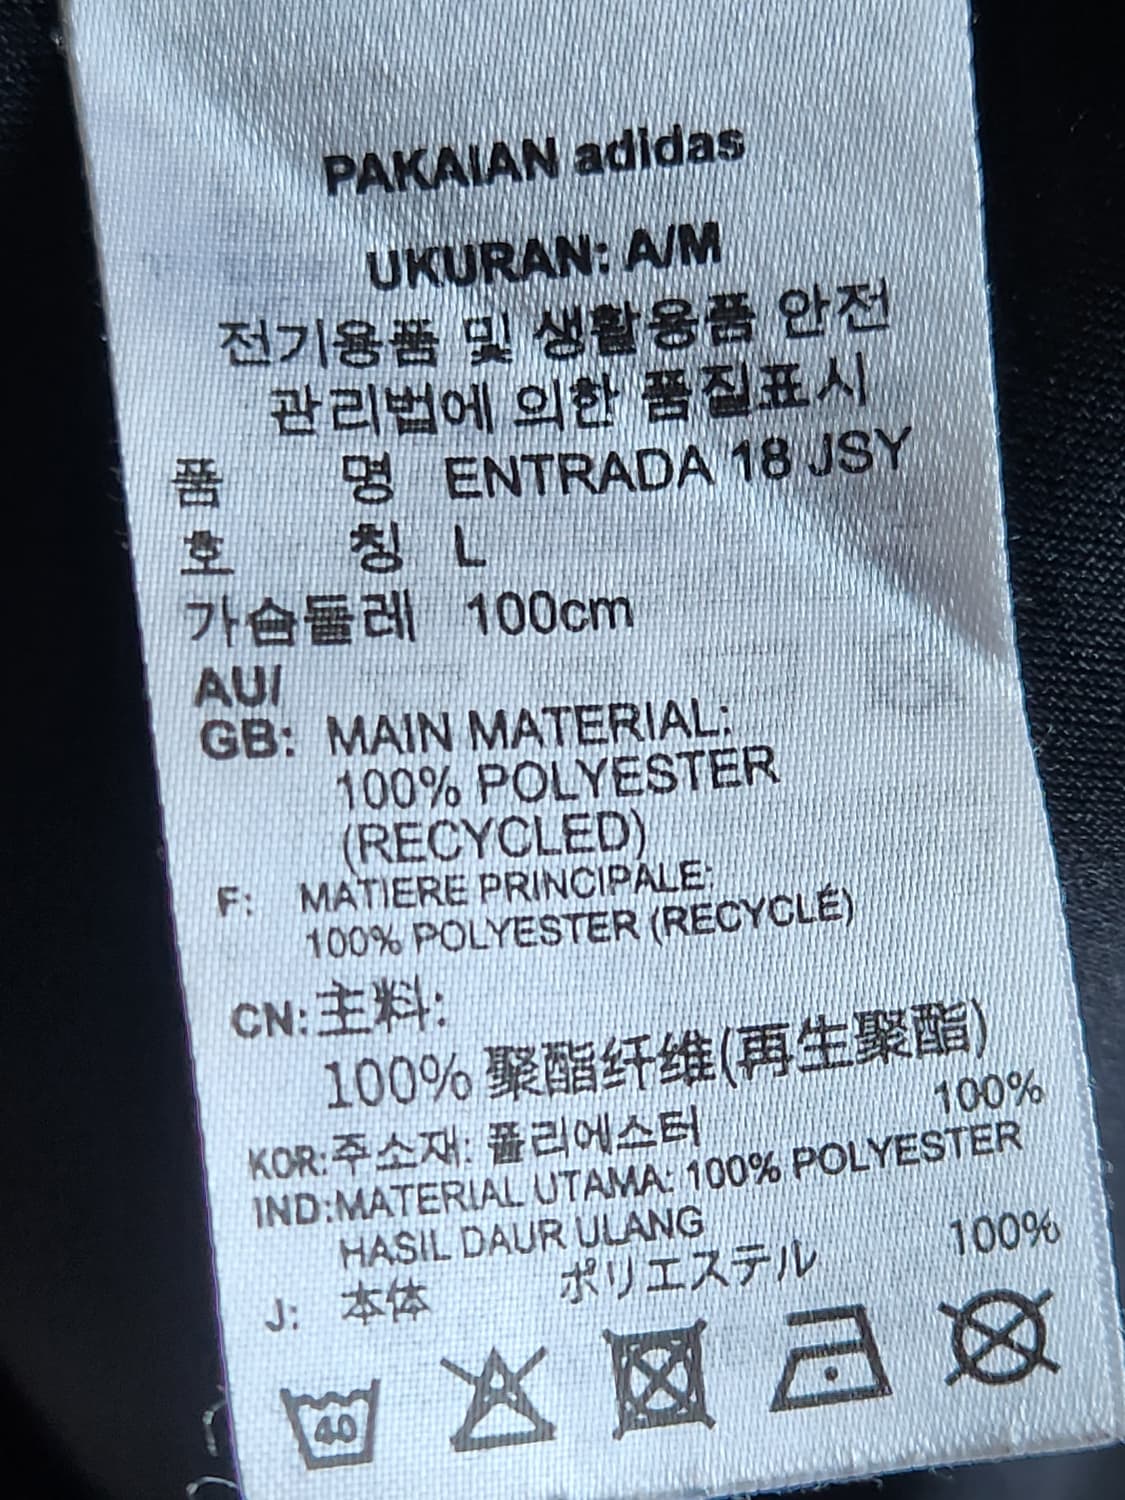 PAKAIAN adidas
UKURAN: A/M
전기용품 및 생활용품 안전
관리법에 의한 품질표시
품 명 ENTRADA 18 JSY
호 칭 L
가슴둘레 100cm
AU/
GB: MAIN MATERIAL:
100% POLYESTER
(RECYCLED)
F: MATIERE PRINCIPALE:
100% POLYESTER (RECYCLÉ)
CN: 主料:
100% 聚酯纤维(再生聚酯)
KOR:주소재: 폴리에스터 100%
IND:MATERIAL UTAMA: 100% POLYESTER
HASIL DAUR ULANG
J: 本体 ポリエステル 100%
40